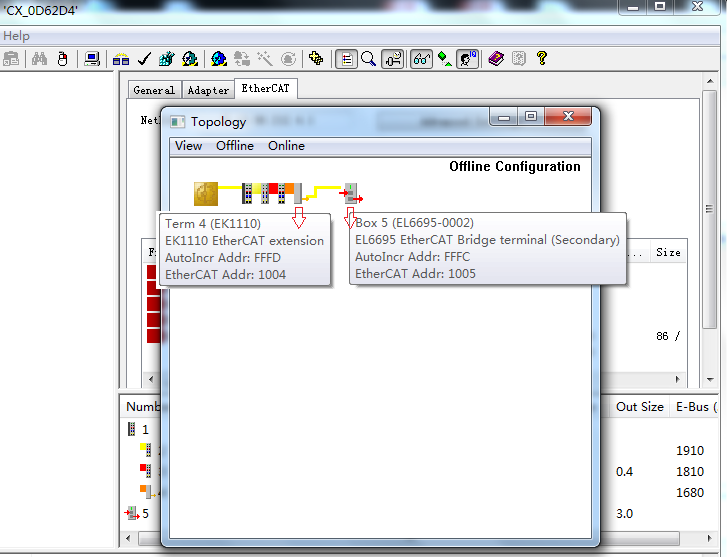 'CX_0D62D4'
Help
General
Adapter
EtherCAT
Topology
View Offline Online
Offline Configuration
Term 4 (EK1110)
EK1110 EtherCAT extension
AutoIncr Addr: FFFD
EtherCAT Addr: 1004
Box 5 (EL6695-0002)
EL6695 EtherCAT Bridge terminal (Secondary)
AutoIncr Addr: FFFC
EtherCAT Addr: 1005
... Size
86 /
Out Size E-Bus (
1
1910
0.4 1810
1680
5 3.0